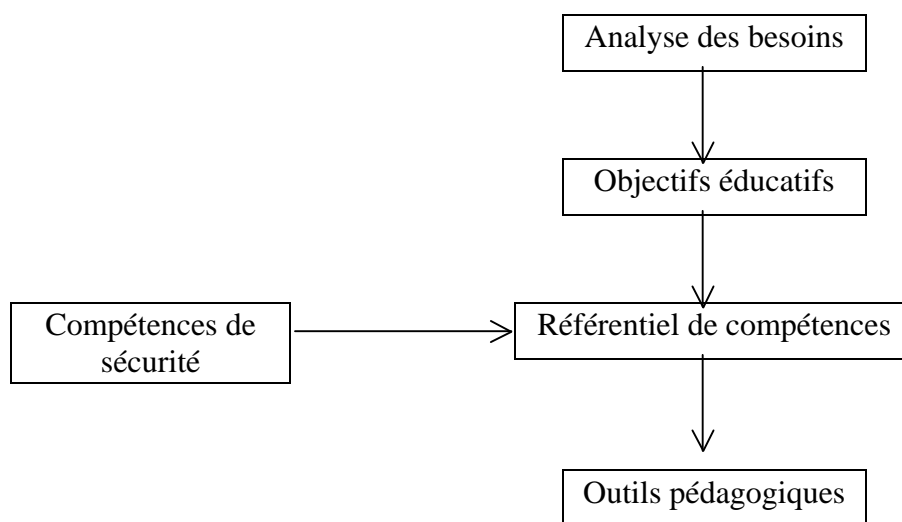 Analyse des besoins
Objectifs éducatifs
Compétences de
sécurité
Référentiel de compétences
Outils pédagogiques